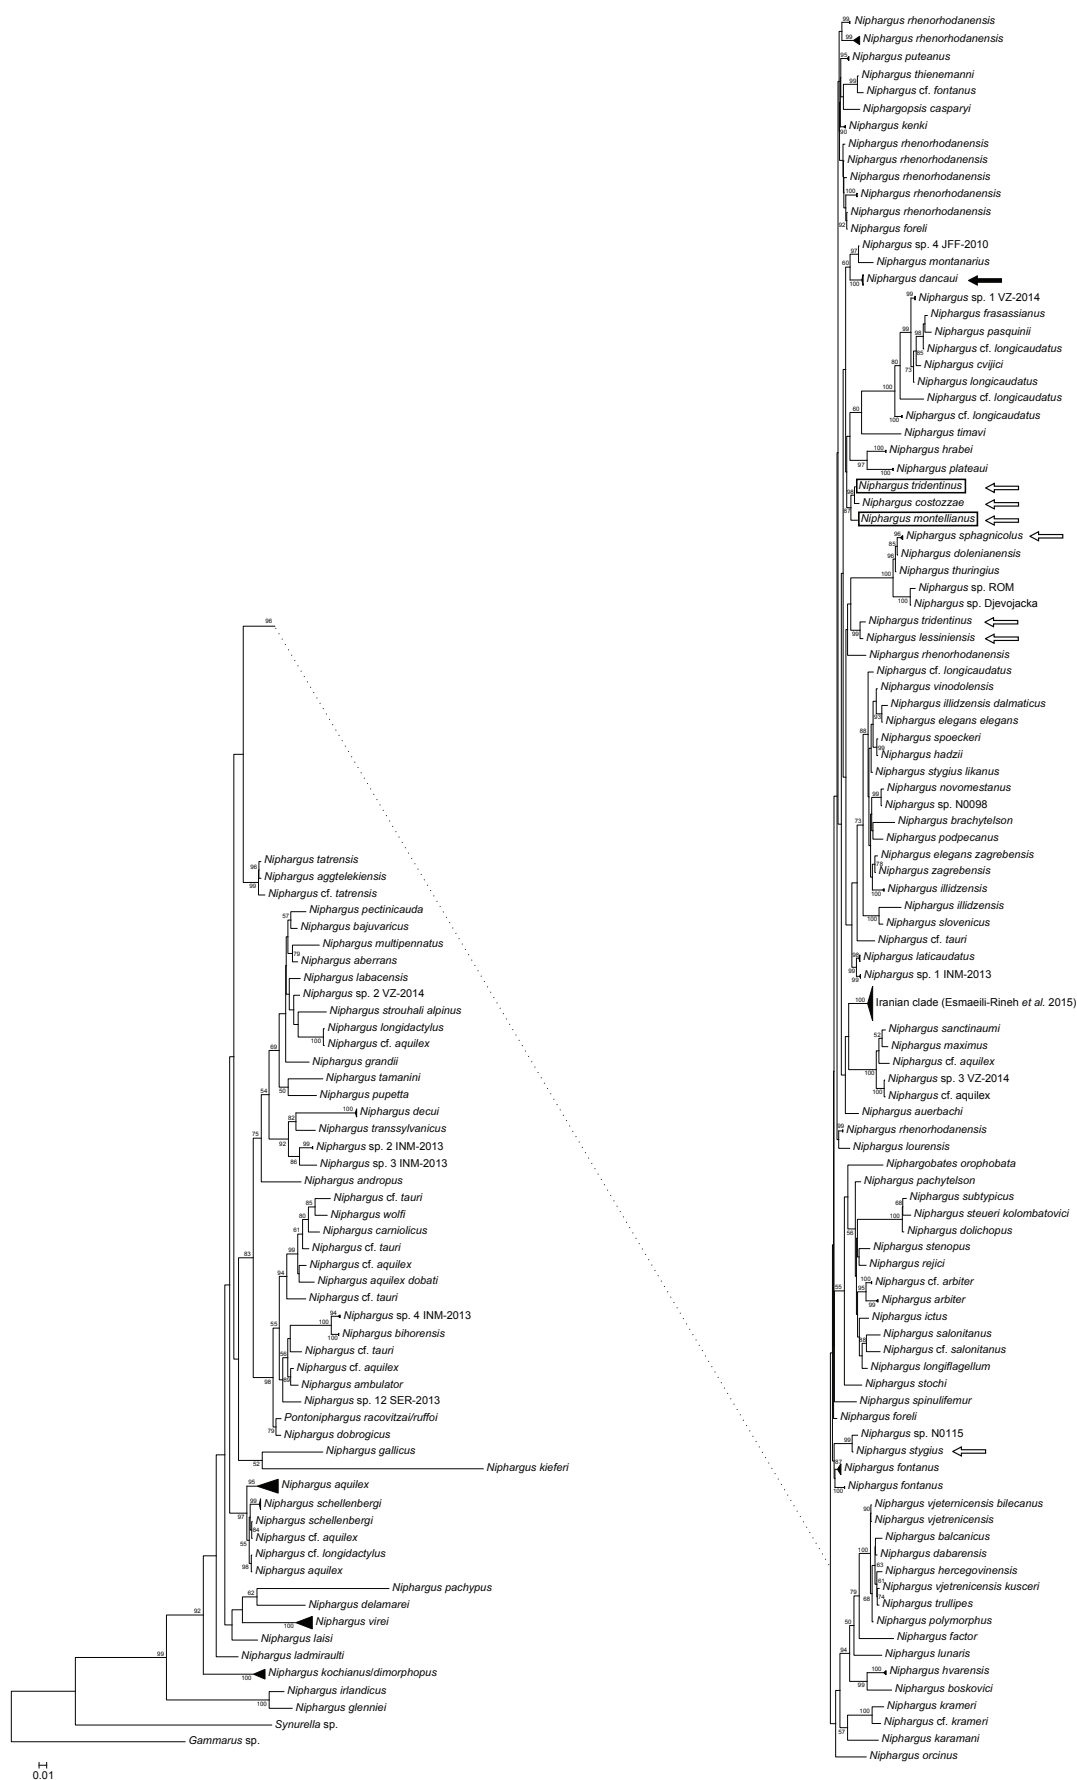 Niphargus rhenorhodanensis
Niphargus rhenorhodanensis
Niphargus puteanus
Niphargus thienemanni
Niphargus cf. fontanus
Niphargopsis casparyi
Niphargus kenki
Niphargus rhenorhodanensis
Niphargus rhenorhodanensis
Niphargus rhenorhodanensis
Niphargus rhenorhodanensis
Niphargus rhenorhodanensis
Niphargus foreli
Niphargus sp. 4 JFF-2010
Niphargus montanarius
Niphargus dancaui
Niphargus sp. 1 VZ-2014
Niphargus frasassianus
Niphargus pasquinii
Niphargus cf. longicaudatus
Niphargus cvijici
Niphargus longicaudatus
Niphargus cf. longicaudatus
Niphargus cf. longicaudatus
Niphargus timavi
Niphargus hrabei
Niphargus plateaui
Niphargus tridentinus
Niphargus costozzae
Niphargus montellianus
Niphargus sphagnicolus
Niphargus dolenianensis
Niphargus thuringius
Niphargus sp. ROM
Niphargus sp. Djevojacka
Niphargus tridentinus
Niphargus lessiniensis
Niphargus rhenorhodanensis
Niphargus cf. longicaudatus
Niphargus vinodolensis
Niphargus illidzensis dalmaticus
Niphargus elegans elegans
Niphargus spoeckeri
Niphargus hadzii
Niphargus stygius likanus
Niphargus novomestanus
Niphargus sp. N0098
Niphargus brachytelson
Niphargus podpecanus
Niphargus elegans zagrebensis
Niphargus zagrebensis
Niphargus illidzensis
Niphargus illidzensis
Niphargus slovenicus
Niphargus cf. tauri
Niphargus laticaudatus
Niphargus sp. 1 INM-2013
Iranian clade (Esmaeili-Rineh et al. 2015)
Niphargus sanctinaumi
Niphargus maximus
Niphargus cf. aquilex
Niphargus sp. 3 VZ-2014
Niphargus cf. aquilex
Niphargus auerbachi
Niphargus rhenorhodanensis
Niphargus lourensis
Niphargobates orophobata
Niphargus pachytelson
Niphargus subtypicus
Niphargus steueri kolombatovici
Niphargus dolichopus
Niphargus stenopus
Niphargus rejici
Niphargus cf. arbiter
Niphargus arbiter
Niphargus ictus
Niphargus salonitanus
Niphargus cf. salonitanus
Niphargus longiflagellum
Niphargus stochi
Niphargus spinulifemur
Niphargus foreli
Niphargus sp. N0115
Niphargus stygius
Niphargus fontanus
Niphargus fontanus
Niphargus vjeternicensis bilecanus
Niphargus vjetrenicensis
Niphargus balcanicus
Niphargus dabarensis
Niphargus hercegovinensis
Niphargus vjetrenicensis kusceri
Niphargus trullipes
Niphargus polymorphus
Niphargus factor
Niphargus lunaris
Niphargus hvarensis
Niphargus boskovici
Niphargus krameri
Niphargus cf. krameri
Niphargus karamani
Niphargus orcinus
96
Niphargus tatrensis
Niphargus aggtelekiensis
Niphargus cf. tatrensis
Niphargus pectinicauda
Niphargus bajuvaricus
Niphargus multipennatus
Niphargus aberrans
Niphargus labacensis
Niphargus sp. 2 VZ-2014
Niphargus strouhali alpinus
Niphargus longidactylus
Niphargus cf. aquilex
Niphargus grandii
Niphargus tamanini
Niphargus pupetta
Niphargus decui
Niphargus transsylvanicus
Niphargus sp. 2 INM-2013
Niphargus sp. 3 INM-2013
Niphargus andropus
Niphargus cf. tauri
Niphargus wolfi
Niphargus carniolicus
Niphargus cf. tauri
Niphargus cf. aquilex
Niphargus aquilex dobati
Niphargus cf. tauri
Niphargus sp. 4 INM-2013
Niphargus bihorensis
Niphargus cf. tauri
Niphargus cf. aquilex
Niphargus ambulator
Niphargus sp. 12 SER-2013
Pontoniphargus racovitzai/ruffoi
Niphargus dobrogicus
Niphargus gallicus
Niphargus kieferi
Niphargus aquilex
Niphargus schellenbergi
Niphargus schellenbergi
Niphargus cf. aquilex
Niphargus cf. longidactylus
Niphargus aquilex
Niphargus pachypus
Niphargus delamarei
Niphargus virei
Niphargus laisi
Niphargus ladmiraulti
Niphargus kochianus/dimorphopus
Niphargus irlandicus
Niphargus glenniei
Synurella sp.
Gammarus sp.
0.01